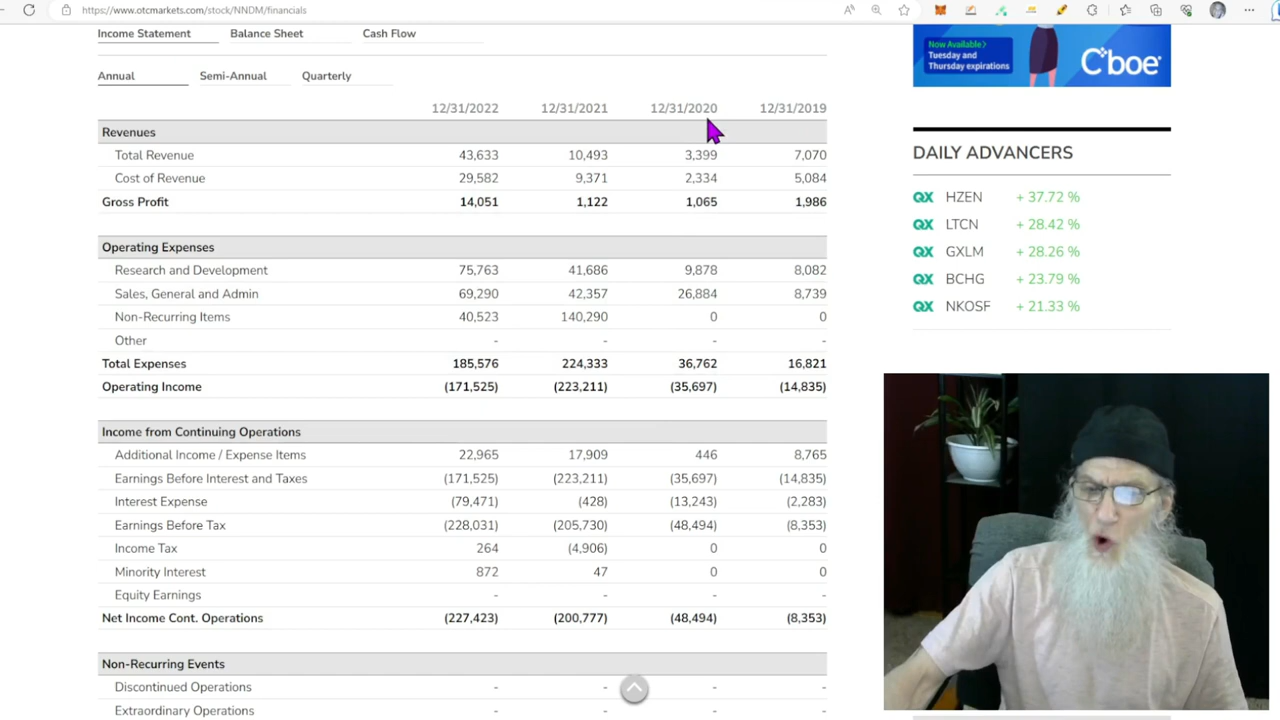 https://www.otcmarkets.com/stock/NNDM/financials
Income Statement Balance Sheet Cash Flow
Annual Semi-Annual Quarterly
12/31/2022 12/31/2021 12/31/2020 12/31/2019
Revenues
Total Revenue 43,633 10,493 3,399 7,070
Cost of Revenue 29,582 9,371 2,334 5,084
Gross Profit 14,051 1,122 1,065 1,986
Operating Expenses
Research and Development 75,763 41,686 9,878 8,082
Sales, General and Admin 69,290 42,357 26,884 8,739
Non-Recurring Items 40,523 140,290 0 0
Other - - - -
Total Expenses 185,576 224,333 36,762 16,821
Operating Income (171,525) (223,211) (35,697) (14,835)
Income from Continuing Operations
Additional Income / Expense Items 22,965 17,909 446 8,765
Earnings Before Interest and Taxes (171,525) (223,211) (35,697) (14,835)
Interest Expense (79,471) (428) (13,243) (2,283)
Earnings Before Tax (228,031) (205,730) (48,494) (8,353)
Income Tax 264 (4,906) 0 0
Minority Interest 872 47 0 0
Equity Earnings - - - -
Net Income Cont. Operations (227,423) (200,777) (48,494) (8,353)
Non-Recurring Events
Discontinued Operations - - - -
Extraordinary Operations - - - -
Now Available>
Tuesday and
Thursday expirations
Cboe
DAILY ADVANCERS
QX HZEN + 37.72 %
QX LTCN + 28.42 %
QX GXLM + 28.26 %
QX BCHG + 23.79 %
QX NKOSF + 21.33 %